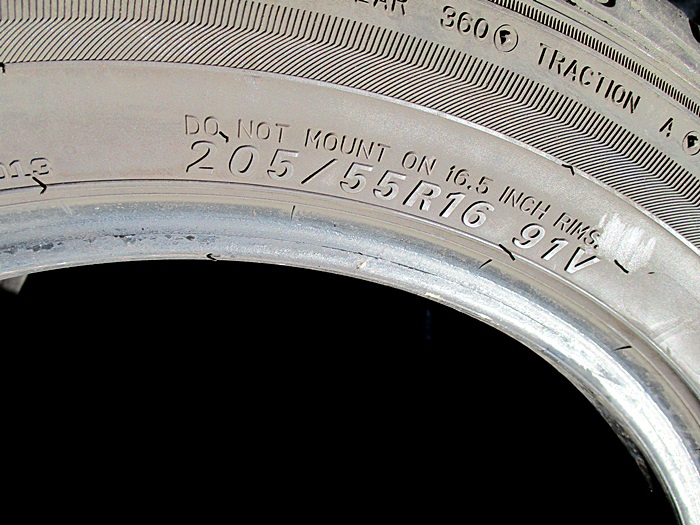 360 TRACTION A
DO NOT MOUNT ON 16.5 INCH RIMS.
205/55R16 91V